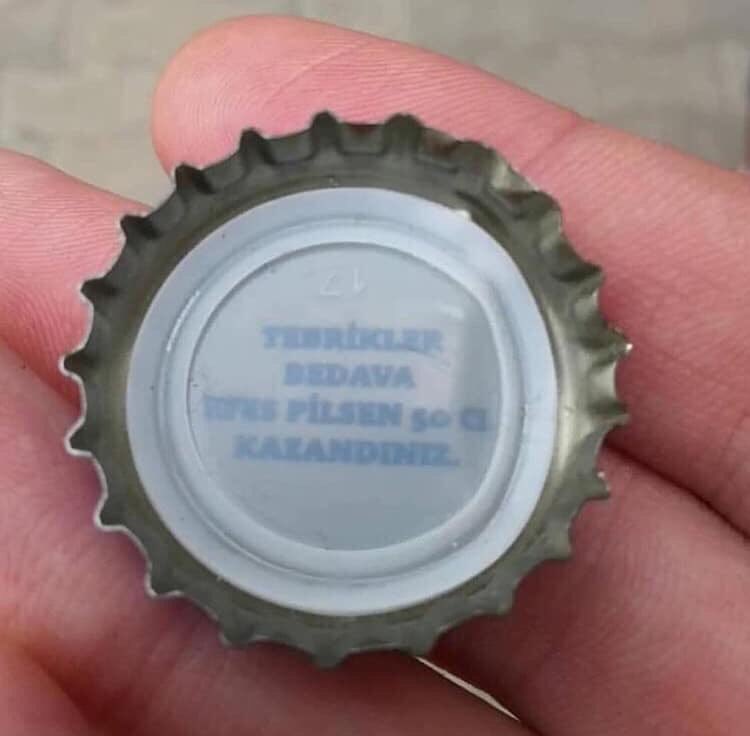 17
TEBRİKLER
BEDAVA
EFES PİLSEN 50 Cl
KAZANDINIZ.